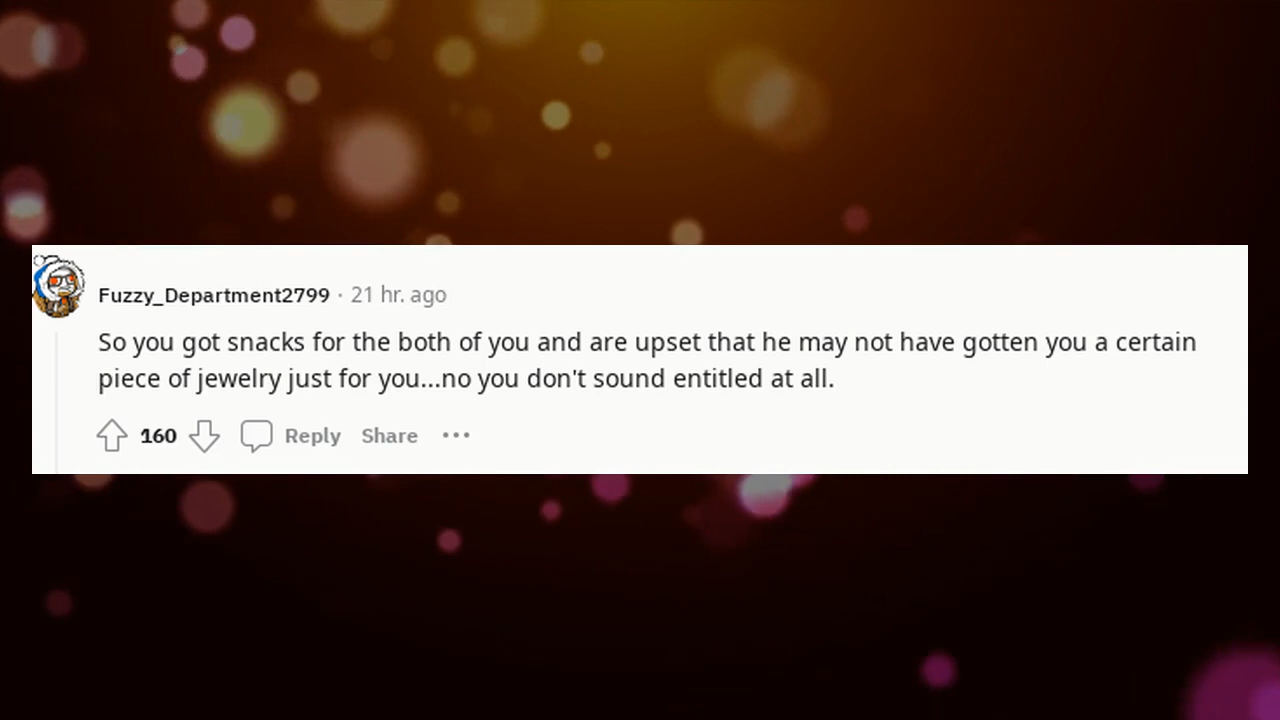 Fuzzy_Department2799 · 21 hr. ago
So you got snacks for the both of you and are upset that he may not have gotten you a certain
piece of jewelry just for you...no you don't sound entitled at all.
160 Reply Share •••